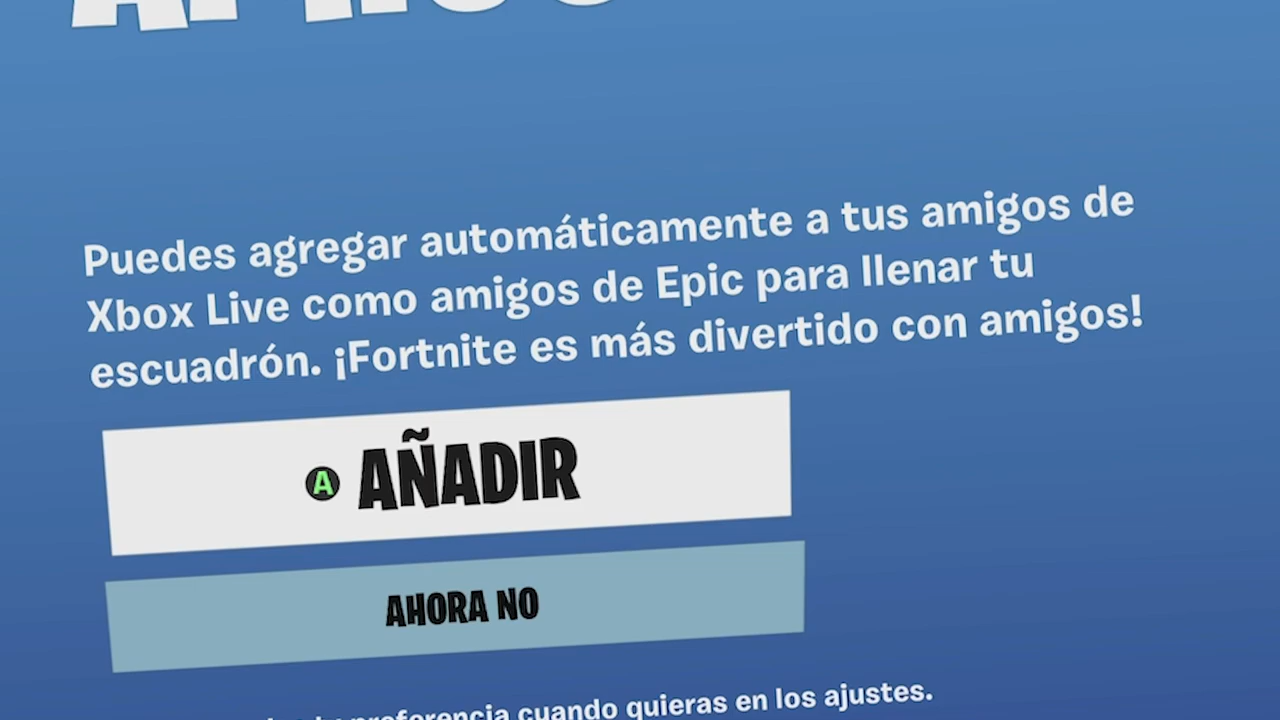 Puedes agregar automáticamente a tus amigos de
Xbox Live como amigos de Epic para llenar tu
escuadrón. ¡Fortnite es más divertido con amigos!
A AÑADIR
AHORA NO
preferencia cuando quieras en los ajustes.